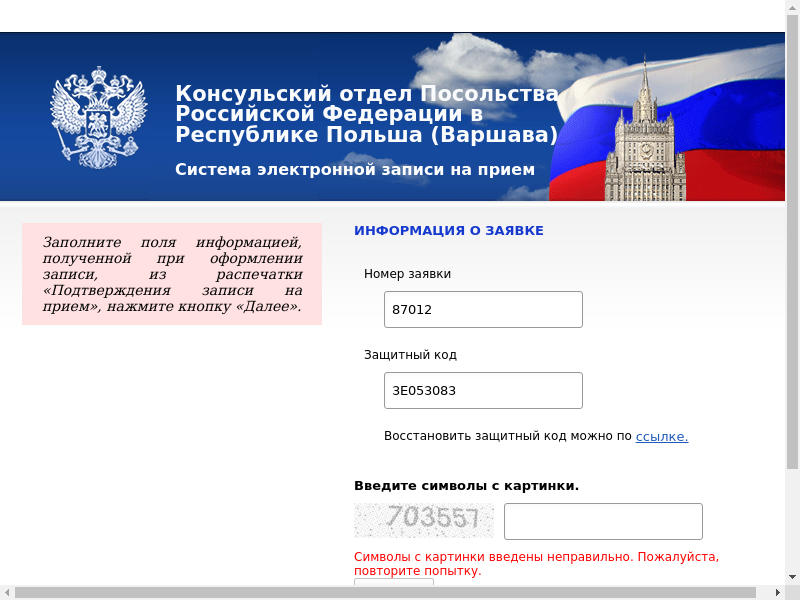 Консульский отдел Посольства
Российской Федерации в
Республике Польша (Варшава)
Система электронной записи на прием
Заполните поля информацией,
полученной при оформлении
записи, из распечатки
«Подтверждения записи на
прием», нажмите кнопку «Далее».
ИНФОРМАЦИЯ О ЗАЯВКЕ
Номер заявки
87012
Защитный код
3E053083
Восстановить защитный код можно по ссылке.
Введите символы с картинки.
703557
Символы с картинки введены неправильно. Пожалуйста,
повторите попытку.